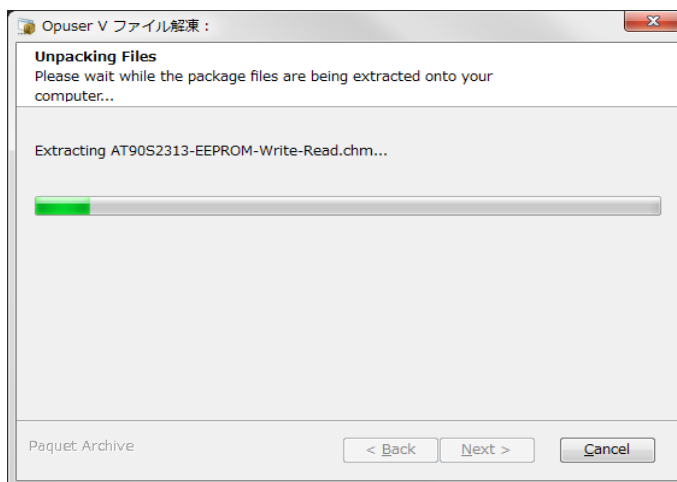 Opuser V ファイル解凍 :
Unpacking Files
Please wait while the package files are being extracted onto your
computer...
Extracting AT90S2313-EEPROM-Write-Read.chm...
Paquet Archive
< Back
Next >
Cancel